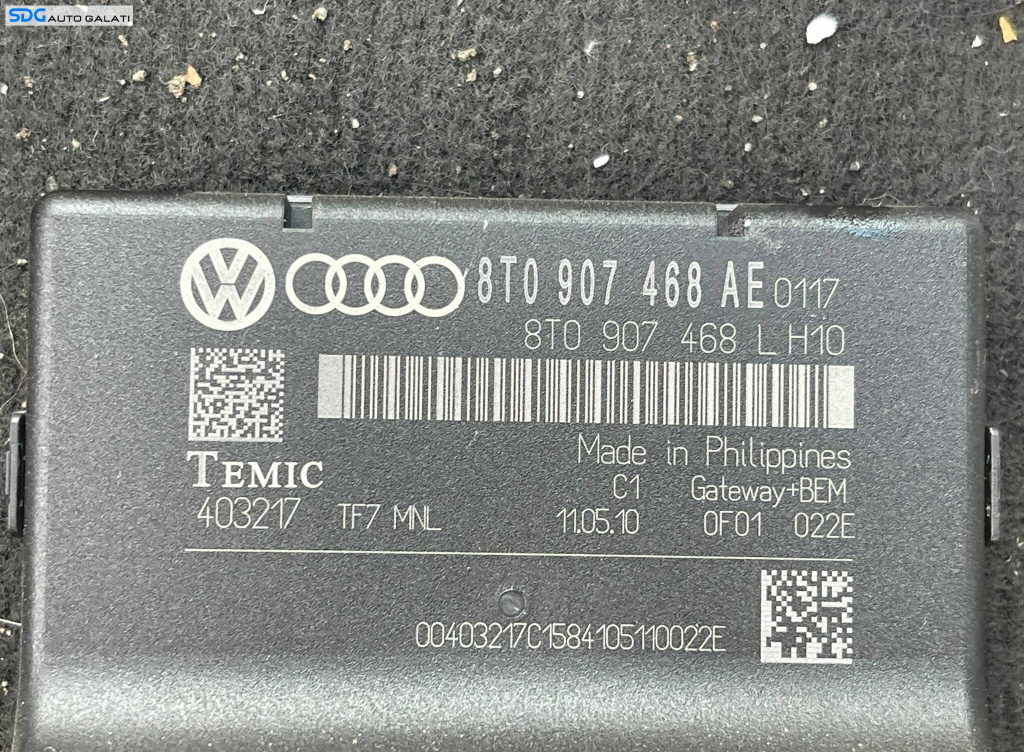 SDG AUTO GALATI
8T0 907 468 AE 0117
8T0 907 468 L H10
Made in Philippines
TEMIC
C1 Gateway+BEM
403217 TF7 MNL 11.05.10 0F01 022E
00403217C1584105110022E